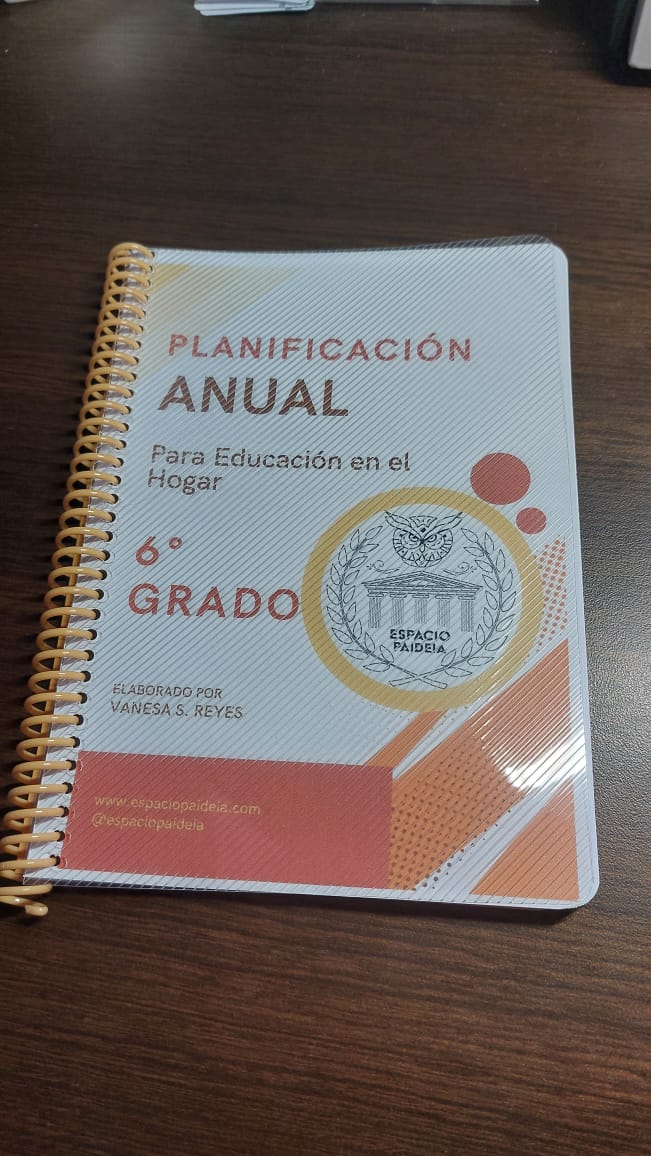 PLANIFICACIÓN
ANUAL
Para Educación en el
Hogar
6°
GRADO
ESPACIO
PAIDEIA
ELABORADO POR
VANESA S. REYES
www.espaciopaideia.com
@espaciopaideia